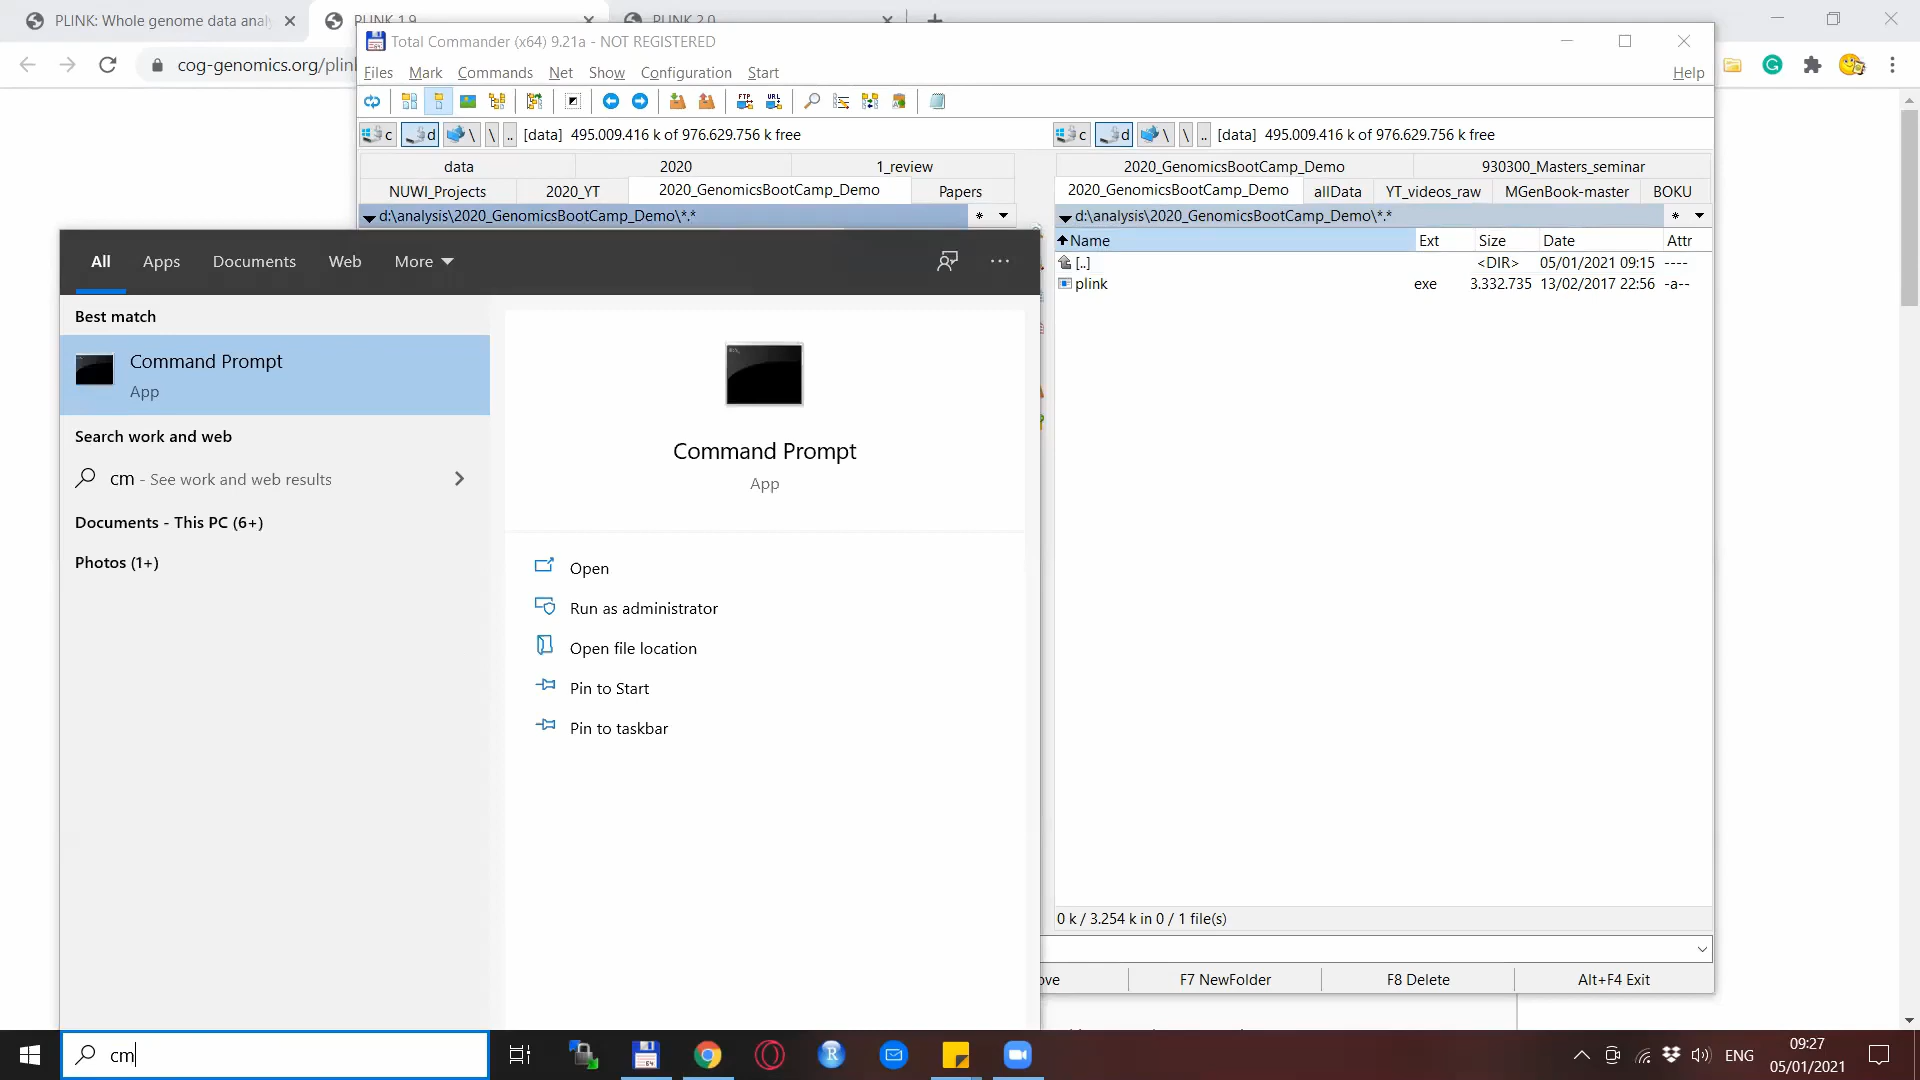 PLINK: Whole genome data anal
PLINK 1.9
PLINK 2.0
cog-genomics.org/plin
Total Commander (x64) 9.21a - NOT REGISTERED
Files Mark Commands Net Show Configuration Start Help
c d \ \ .. [data] 495.009.416 k of 976.629.756 k free
c d \ \ .. [data] 495.009.416 k of 976.629.756 k free
data 2020 1_review
NUWI_Projects 2020_YT 2020_GenomicsBootCamp_Demo Papers
d:\analysis\2020_GenomicsBootCamp_Demo\*.*
2020_GenomicsBootCamp_Demo 930300_Masters_seminar
2020_GenomicsBootCamp_Demo allData YT_videos_raw MGenBook-master BOKU
d:\analysis\2020_GenomicsBootCamp_Demo\*.*
Name Ext Size Date Attr
[..] <DIR> 05/01/2021 09:15 ----
plink exe 3.332.735 13/02/2017 22:56 -a--
0 k / 3.254 k in 0 / 1 file(s)
ove F7 NewFolder F8 Delete Alt+F4 Exit
All Apps Documents Web More
Best match
Command Prompt
App
Search work and web
cm - See work and web results
Documents - This PC (6+)
Photos (1+)
Command Prompt
App
Open
Run as administrator
Open file location
Pin to Start
Pin to taskbar
cm
ENG
09:27
05/01/2021